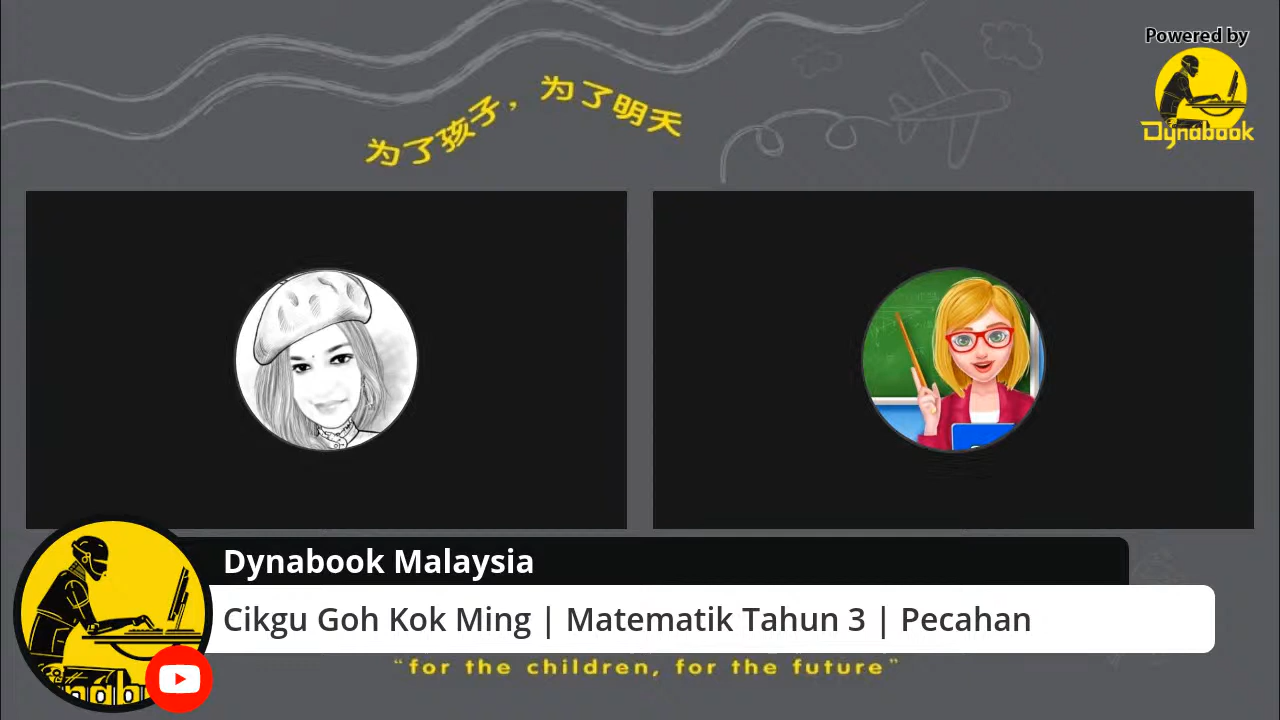 Powered by
Dynabook
为了孩子，为了明天
Dynabook Malaysia
Cikgu Goh Kok Ming | Matematik Tahun 3 | Pecahan
“for the children, for the future”